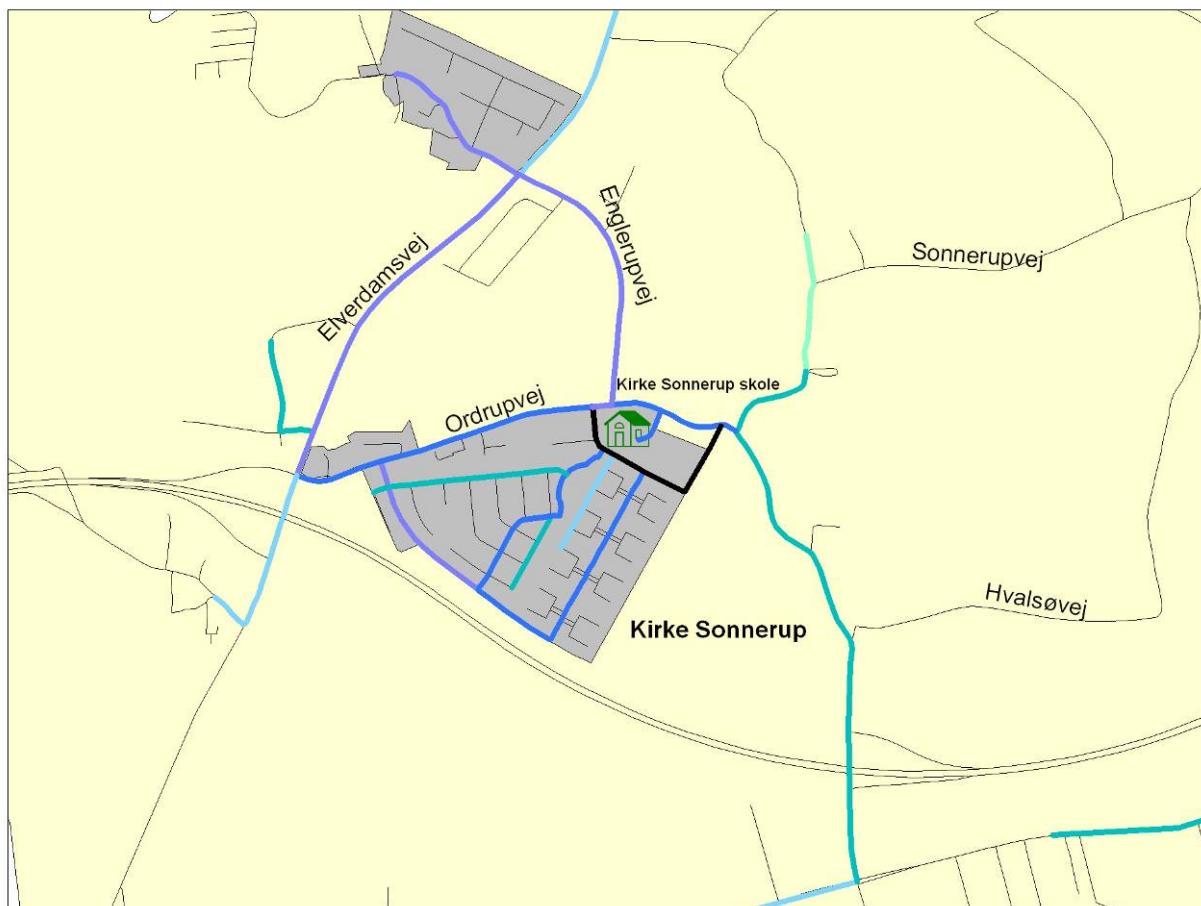 Englerupvej
Sonnerupvej
Elverdamsvej
Kirke Sonnerup skole
Ordrupvej
Hvalsøvej
Kirke Sonnerup